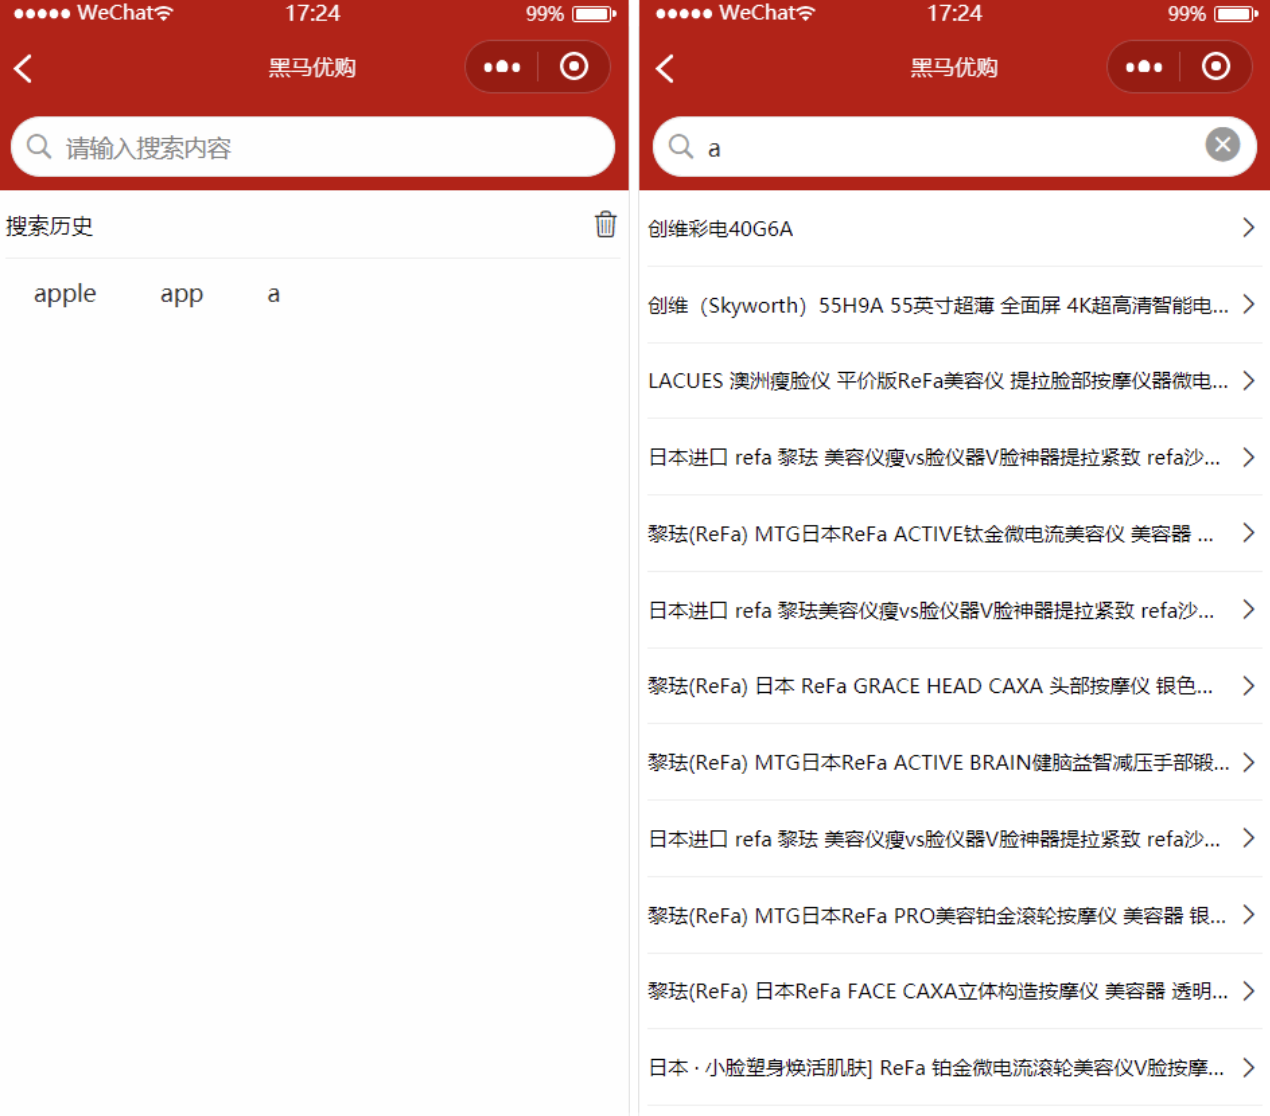 WeChat 17:24 99%
黑马优购
请输入搜索内容
搜索历史
apple app a
WeChat 17:24 99%
黑马优购
a
创维彩电40G6A
创维（Skyworth）55H9A 55英寸超薄 全面屏 4K超高清智能电...
LACUES 澳洲瘦脸仪 平价版ReFa美容仪 提拉脸部按摩仪器微电...
日本进口 refa 黎珐 美容仪瘦vs脸仪器V脸神器提拉紧致 refa沙...
黎珐(ReFa) MTG日本ReFa ACTIVE钛金微电流美容仪 美容器 ...
日本进口 refa 黎珐美容仪瘦vs脸仪器V脸神器提拉紧致 refa沙...
黎珐(ReFa) 日本 ReFa GRACE HEAD CAXA 头部按摩仪 银色...
黎珐(ReFa) MTG日本ReFa ACTIVE BRAIN健脑益智减压手部锻...
日本进口 refa 黎珐 美容仪瘦vs脸仪器V脸神器提拉紧致 refa沙...
黎珐(ReFa) MTG日本ReFa PRO美容铂金滚轮按摩仪 美容器 银...
黎珐(ReFa) 日本ReFa FACE CAXA立体构造按摩仪 美容器 透明...
日本 · 小脸塑身焕活肌肤] ReFa 铂金微电流滚轮美容仪V脸按摩...